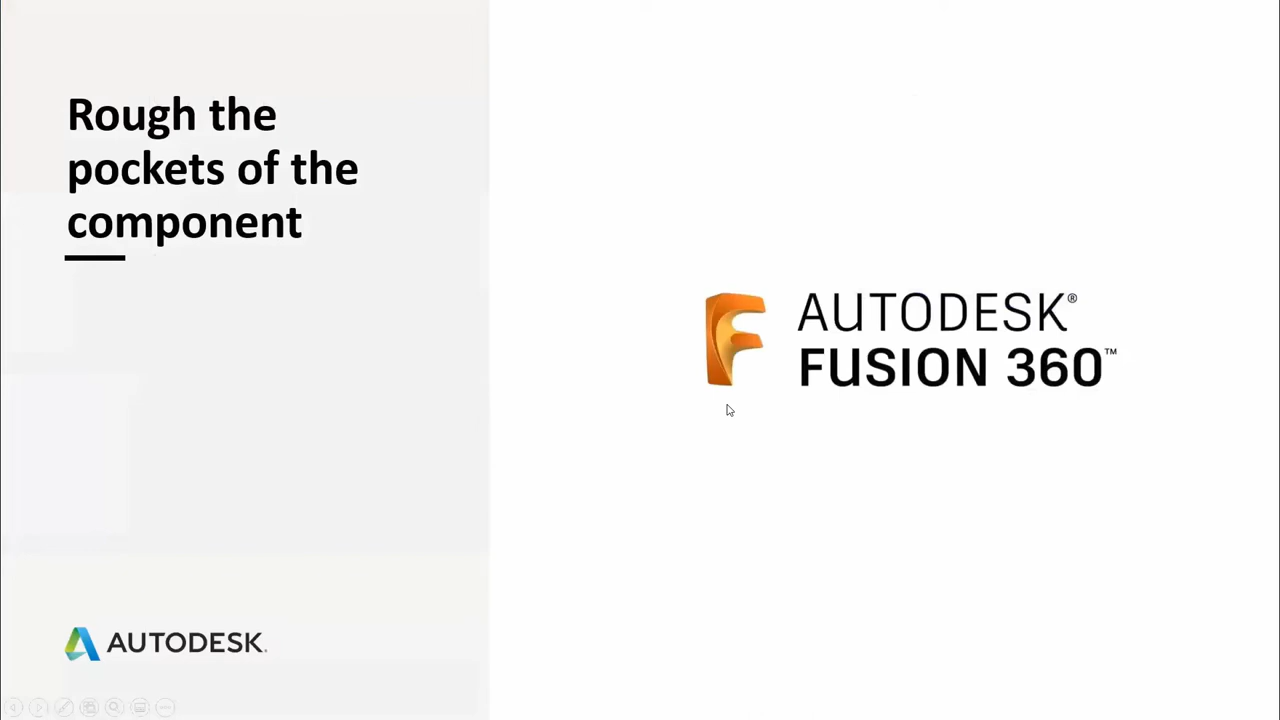 Rough the
pockets of the
component
AUTODESK®
FUSION 360™
AUTODESK.